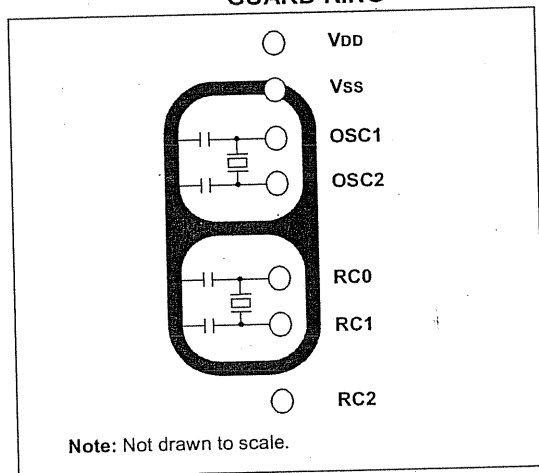 GUARD RING
VDD
VSS
OSC1
OSC2
RC0
RC1
RC2
Note: Not drawn to scale.